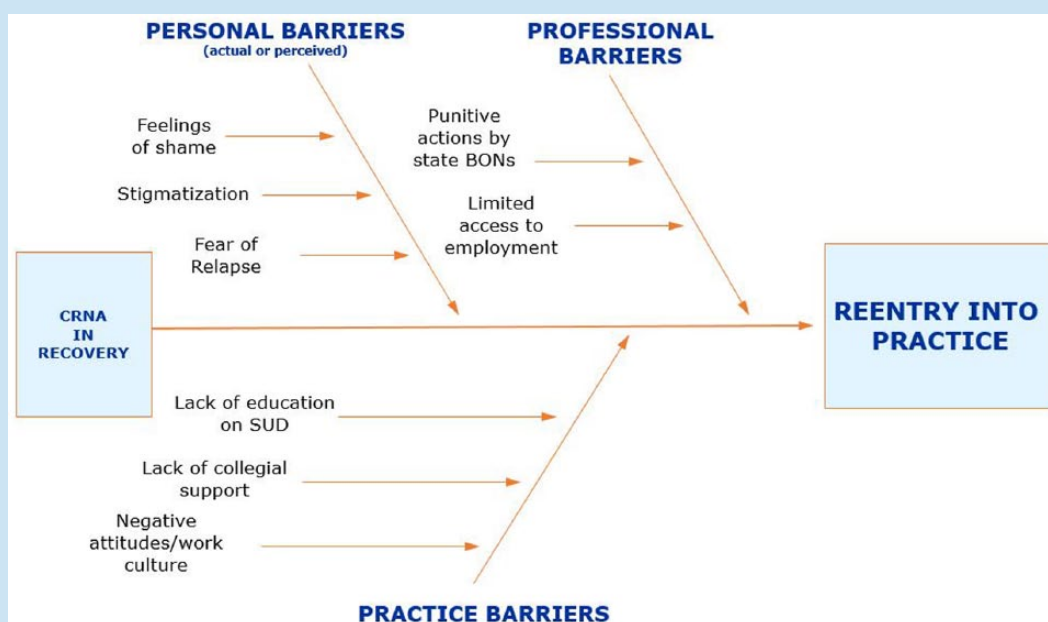 PERSONAL BARRIERS
(actual or perceived)
PROFESSIONAL
BARRIERS
Feelings
of shame
Stigmatization
Fear of
Relapse
Punitive
actions by
state BONs
Limited
access to
employment
CRNA
IN
RECOVERY
REENTRY INTO
PRACTICE
Lack of education
on SUD
Lack of collegial
support
Negative
attitudes/work
culture
PRACTICE BARRIERS